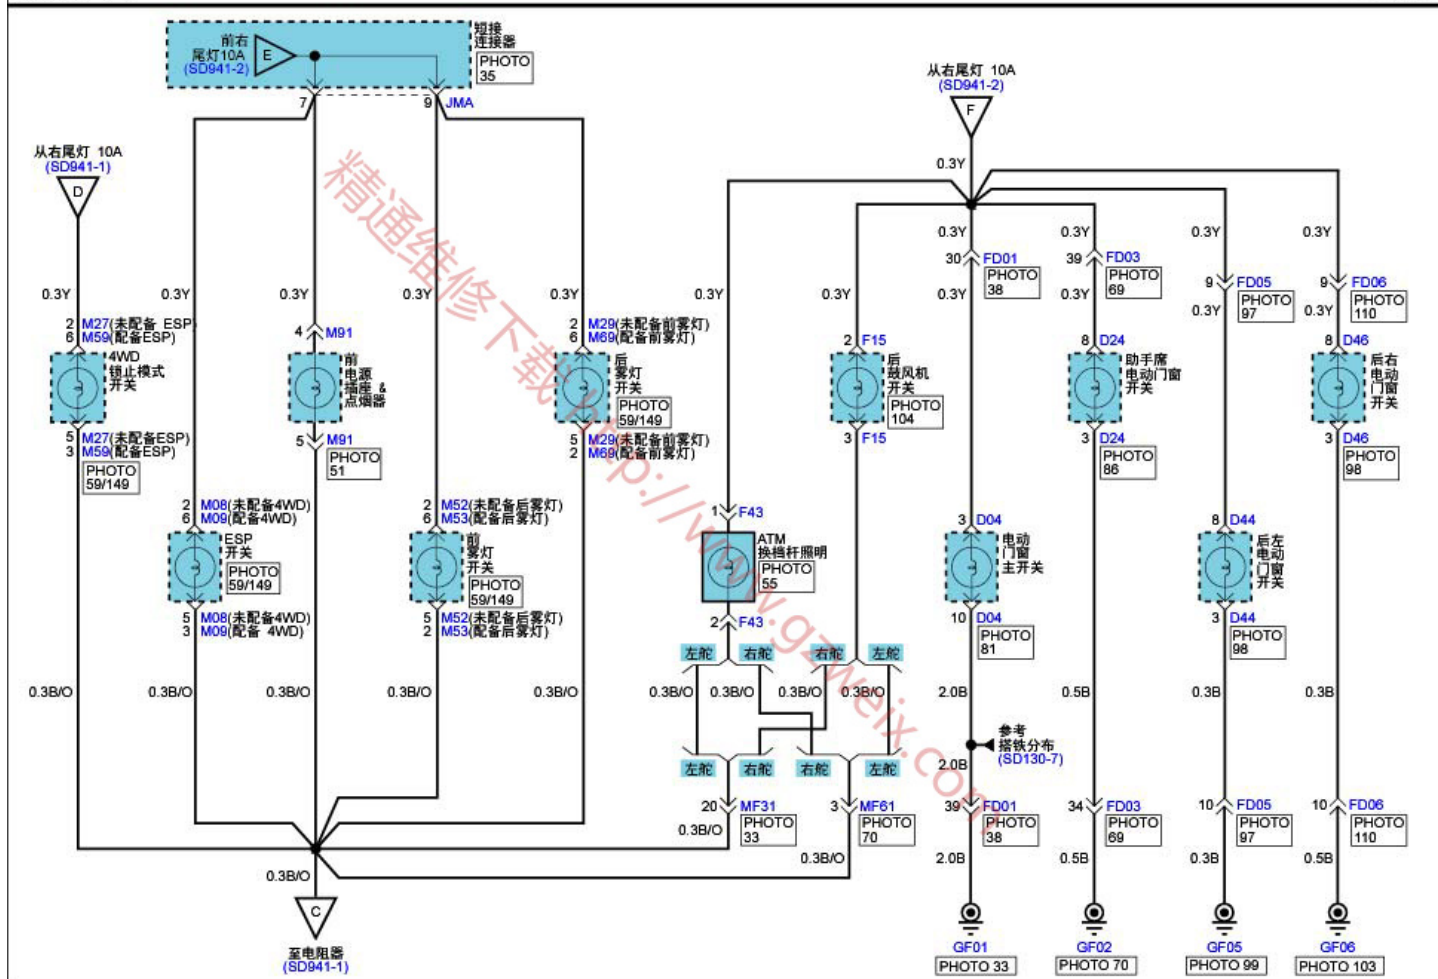 前右
尾灯10A
(SD941-2)
E
短接
连接器
PHOTO
35
7
9
JMA
从右尾灯 10A
(SD941-1)
D
从右尾灯 10A
(SD941-2)
F
0.3Y
0.3Y
0.3Y
0.3Y
0.3Y
30 FD01
PHOTO
38
39 FD03
PHOTO
69
9 FD05
PHOTO
97
9 FD06
PHOTO
110
0.3Y
0.3Y
0.3Y
0.3Y
0.3Y
0.3Y
0.3Y
0.3Y
0.3Y
0.3Y
0.3Y
2 M27(未配备 ESP)
6 M59(配备ESP)
4WD
锁止模式
开关
5 M27(未配备ESP)
3 M59(配备ESP)
PHOTO
59/149
4 M91
前
电源
插座 &
点烟器
5 M91
PHOTO
51
2 M29(未配备前雾灯)
6 M69(配备前雾灯)
后
雾灯
开关
PHOTO
59/149
5 M29(未配备前雾灯)
2 M69(配备前雾灯)
2 F15
后
鼓风机
开关
PHOTO
104
3 F15
8 D24
助手席
电动门窗
开关
3 D24
PHOTO
86
8 D46
后右
电动
门窗
开关
3 D46
PHOTO
98
2 M08(未配备4WD)
6 M09(配备4WD)
ESP
开关
PHOTO
59/149
5 M08(未配备4WD)
3 M09(配备 4WD)
2 M52(未配备后雾灯)
6 M53(配备后雾灯)
前
雾灯
开关
PHOTO
59/149
5 M52(未配备后雾灯)
2 M53(配备后雾灯)
1 F43
ATM
换档杆照明
PHOTO
55
2 F43
3 D04
电动
门窗
主开关
10 D04
PHOTO
81
8 D44
后左
电动
门窗
开关
3 D44
PHOTO
98
左舵 右舵 右舵 左舵
0.3B/O 0.3B/O 0.3B/O 0.3B/O 0.3B/O 0.3B/O 0.3B/O 0.3B/O 0.3B/O 2.0B 0.5B 0.3B 0.3B
参考
搭铁分布
(SD130-7)
2.0B
左舵 右舵 右舵 左舵
20 MF31
PHOTO
33
3 MF61
PHOTO
70
39 FD01
PHOTO
38
34 FD03
PHOTO
69
10 FD05
PHOTO
97
10 FD06
PHOTO
110
0.3B/O
0.3B/O
2.0B
0.5B
0.3B
0.5B
0.3B/O
C
至电阻器
(SD941-1)
GF01
PHOTO 33
GF02
PHOTO 70
GF05
PHOTO 99
GF06
PHOTO 103
精通维修下载 http://www.gzweix.com